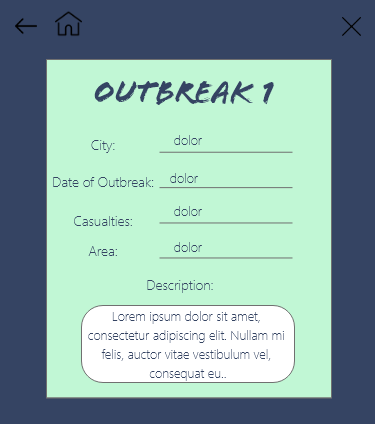 OUTBREAK 1
City: dolor
Date of Outbreak: dolor
Casualties: dolor
Area: dolor
Description:
Lorem ipsum dolor sit amet,
consectetur adipiscing elit. Nullam mi
felis, auctor vitae vestibulum vel,
consequat eu..